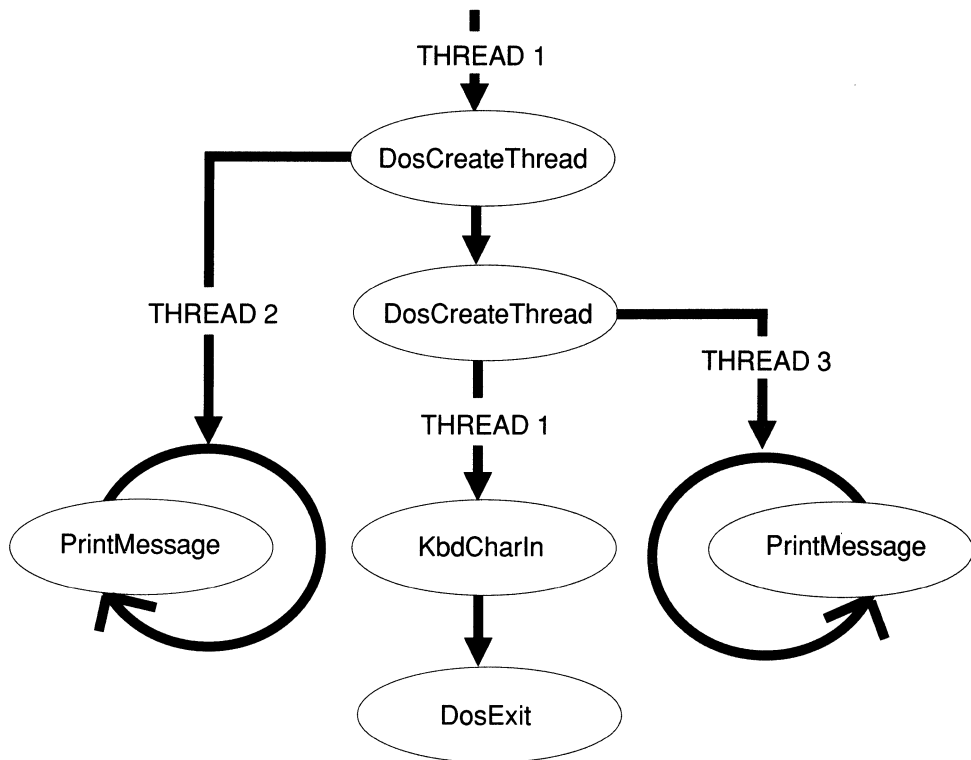 THREAD 1
DosCreateThread
DosCreateThread
THREAD 2
THREAD 3
THREAD 1
PrintMessage
KbdCharIn
PrintMessage
DosExit